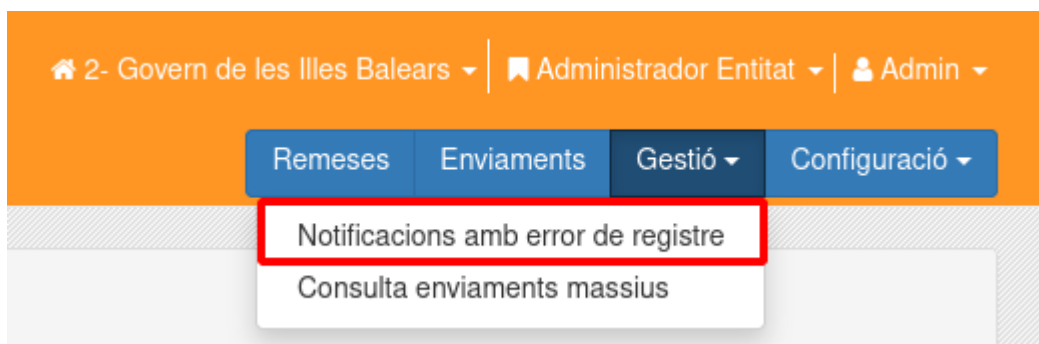 2- Govern de les Illes Balears Administrador Entitat Admin
Remeses Enviaments Gestió Configuració
Notificacions amb error de registre
Consulta enviaments massius